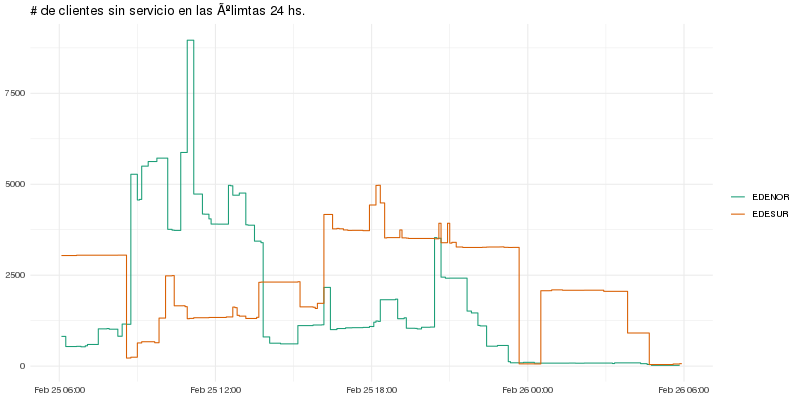 # de clientes sin servicio en las Ãºlimtas 24 hs.
7500
5000
2500
0
Feb 25 06:00
Feb 25 12:00
Feb 25 18:00
Feb 26 00:00
Feb 26 06:00
EDENOR
EDESUR